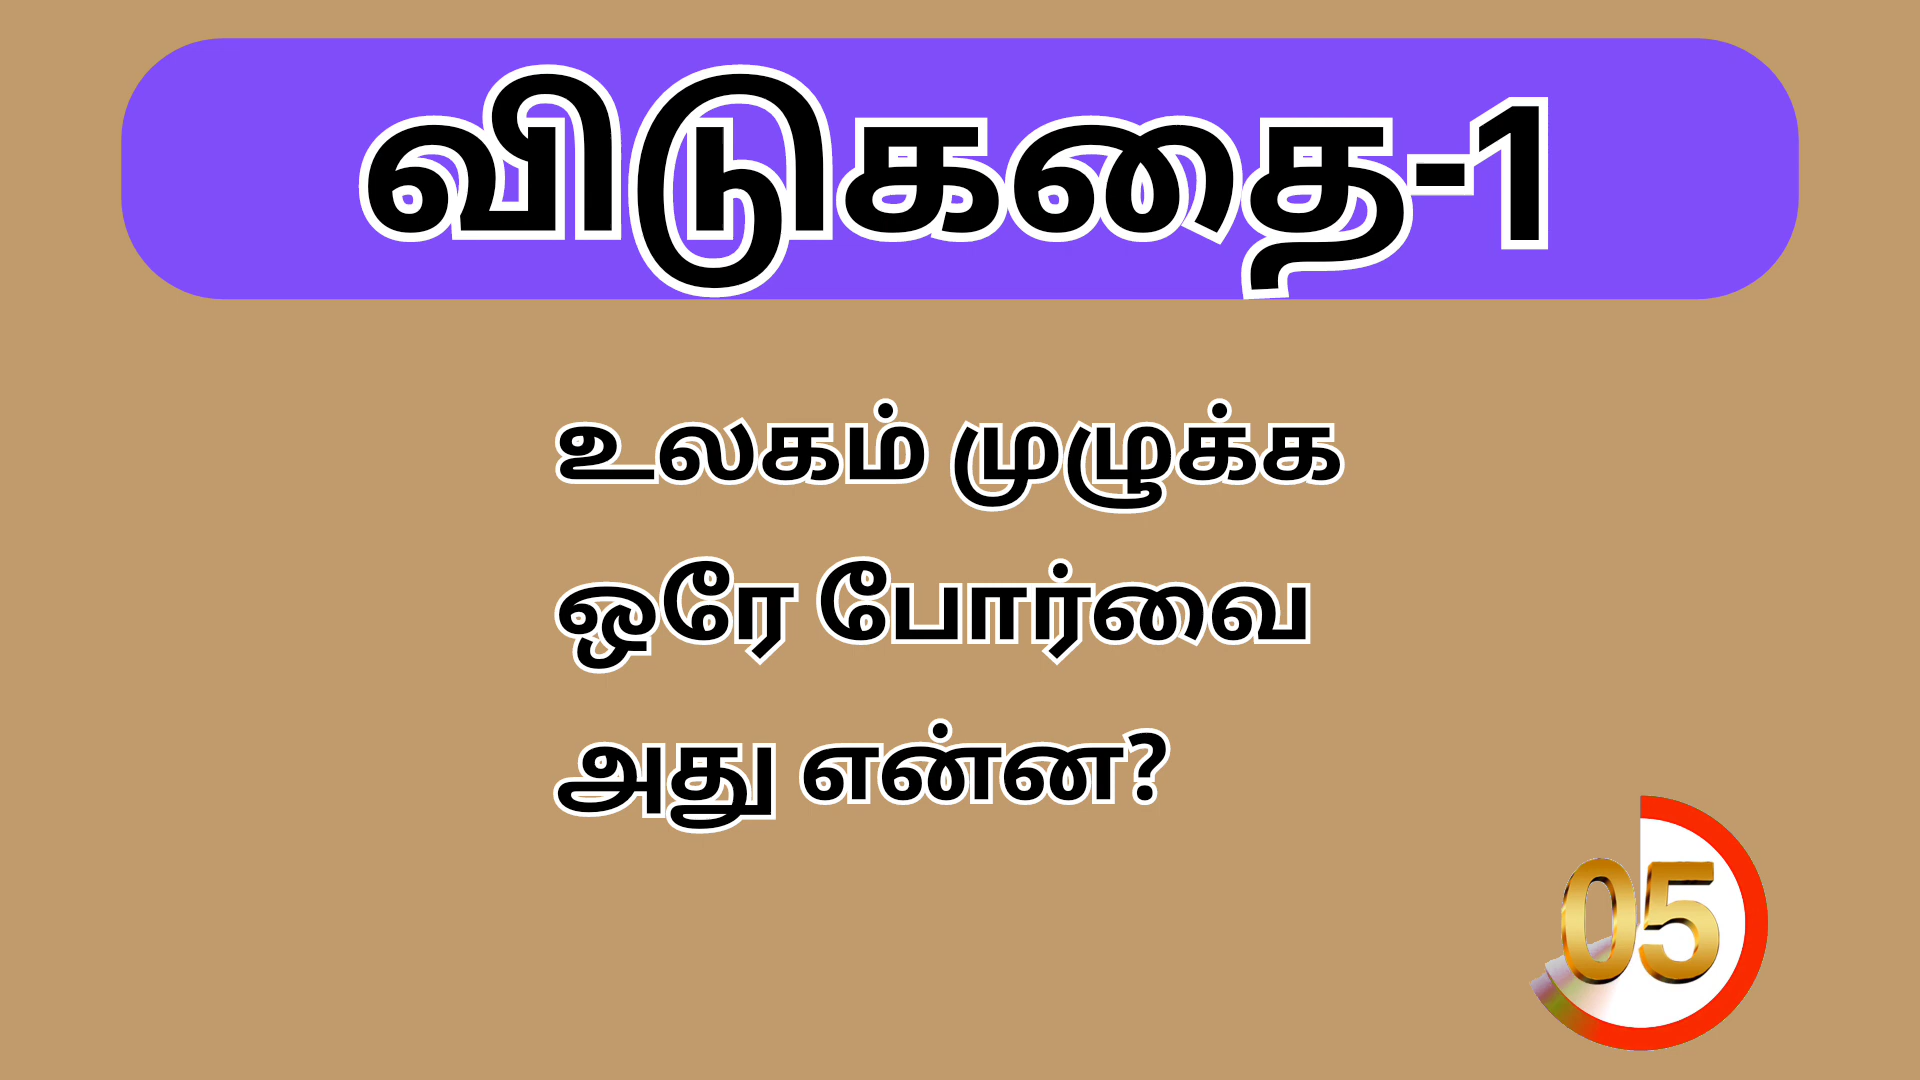 விடுகதை-1
உலகம் முழுக்க
ஒரே போர்வை
அது என்ன?
05